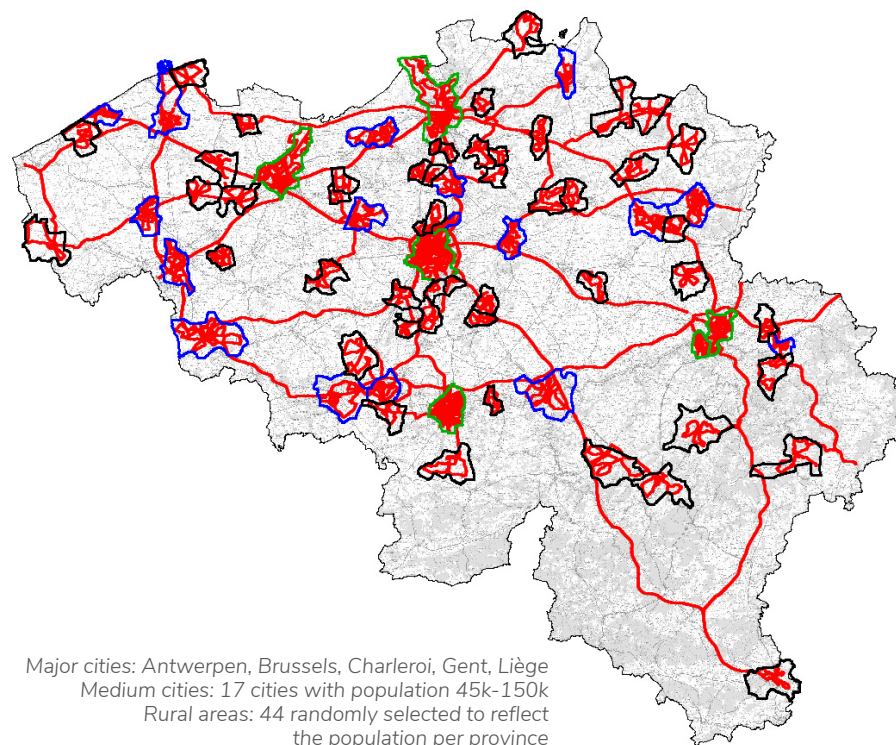 Major cities: Antwerpen, Brussels, Charleroi, Gent, Liège
Medium cities: 17 cities with population 45k-150k
Rural areas: 44 randomly selected to reflect
the population per province